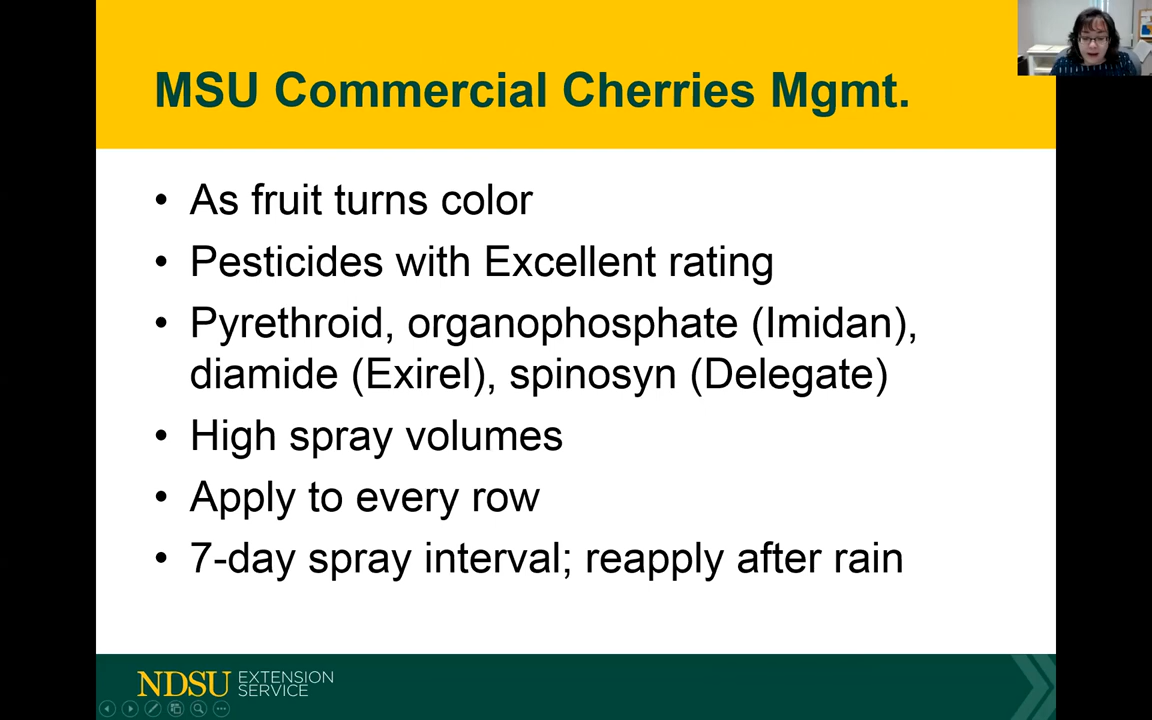 MSU Commercial Cherries Mgmt.
• As fruit turns color
• Pesticides with Excellent rating
• Pyrethroid, organophosphate (Imidan),
diamide (Exirel), spinosyn (Delegate)
• High spray volumes
• Apply to every row
• 7-day spray interval; reapply after rain
NDSU EXTENSION
SERVICE